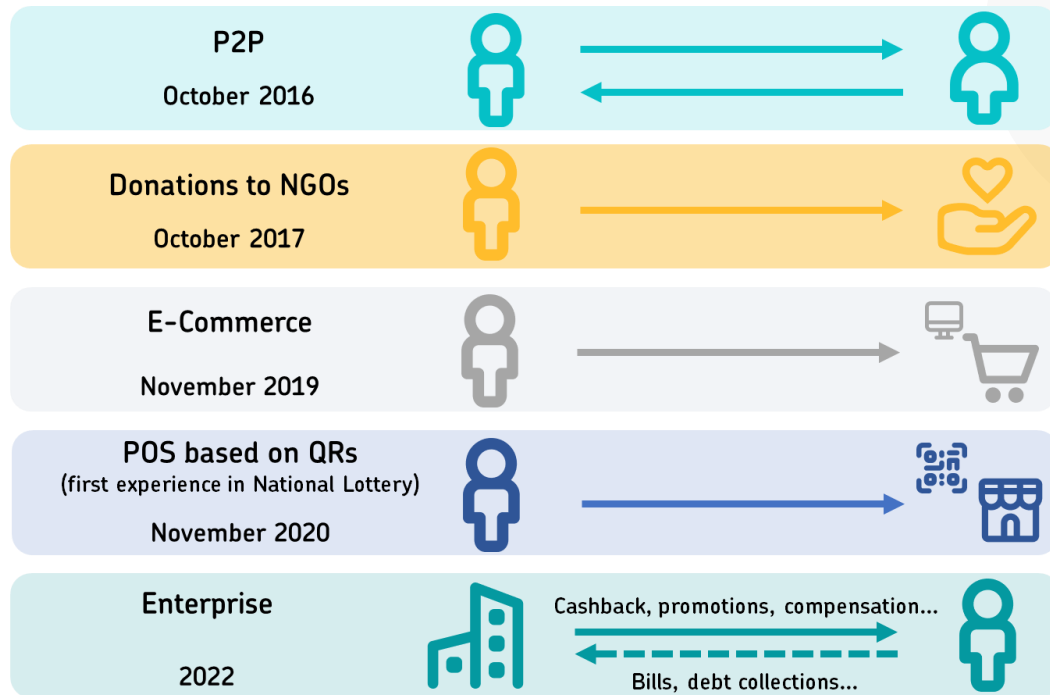 P2P
October 2016
Donations to NGOs
October 2017
E-Commerce
November 2019
POS based on QRs
(first experience in National Lottery)
November 2020
Enterprise
2022
Cashback, promotions, compensation...
Bills, debt collections...